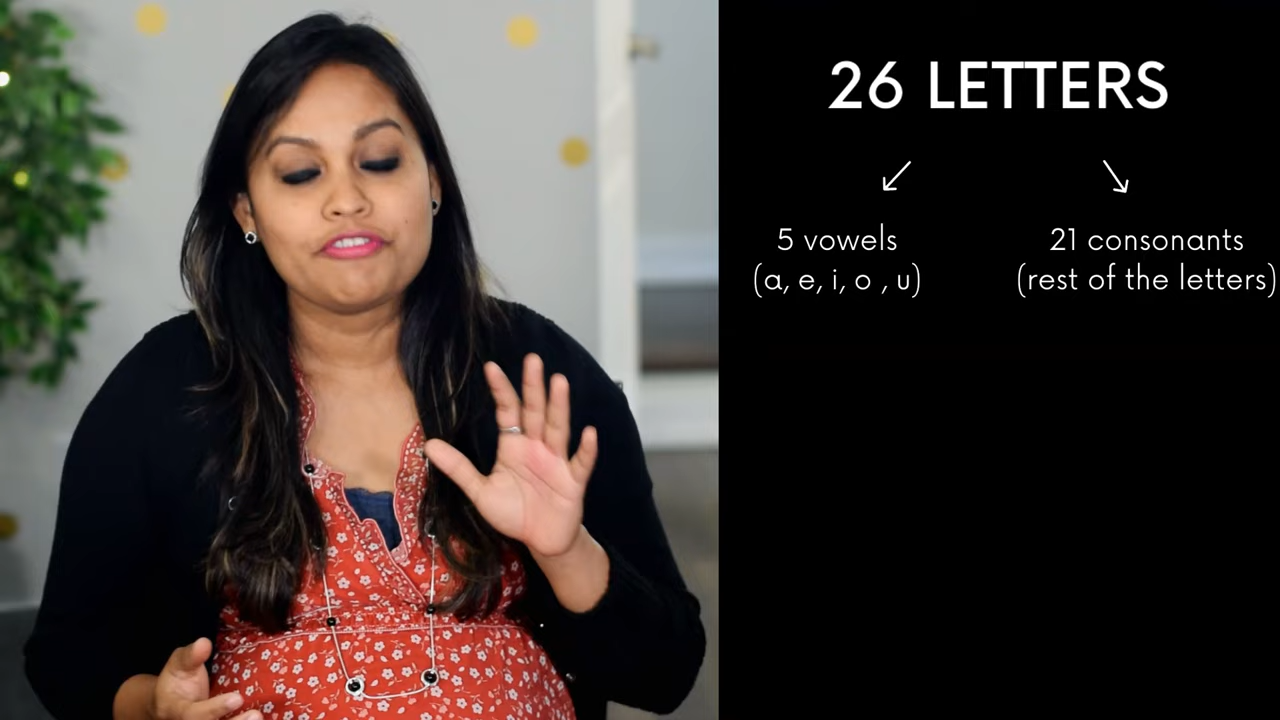 26 LETTERS
5 vowels
(a, e, i, o , u)
21 consonants
(rest of the letters)